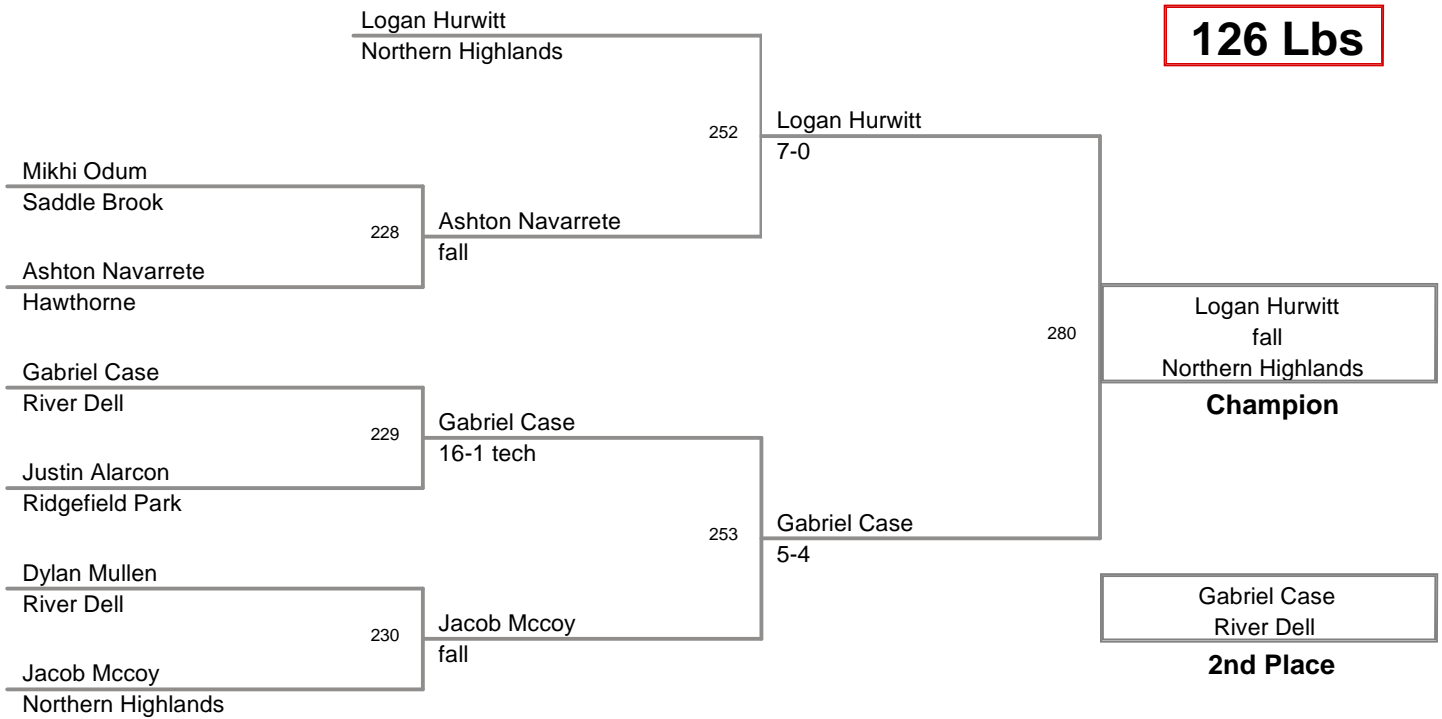 Logan Hurwitt
Northern Highlands
126 Lbs
252
Logan Hurwitt
7-0
Mikhi Odum
Saddle Brook
228
Ashton Navarrete
fall
Ashton Navarrete
Hawthorne
280
Logan Hurwitt
fall
Northern Highlands
Champion
Gabriel Case
River Dell
229
Gabriel Case
16-1 tech
Justin Alarcon
Ridgefield Park
253
Gabriel Case
5-4
Dylan Mullen
River Dell
230
Jacob Mccoy
fall
Jacob Mccoy
Northern Highlands
Gabriel Case
River Dell
2nd Place